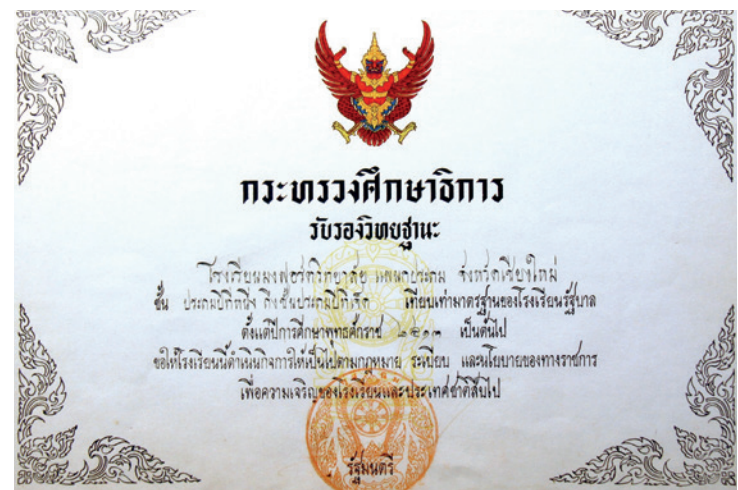 กระทรวงศึกษาธิการ
รับรองวิทยฐานะ
โรงเรียนมงฟอร์ตวิทยาลัย แผนกประถม จังหวัดเชียงใหม่
ชั้น ประถมปีที่หนึ่ง ถึงชั้นประถมปีที่เจ็ด เทียบเท่ามาตรฐานของโรงเรียนรัฐบาล
ตั้งแต่ปีการศึกษาพุทธศักราช ๒๕๑๓ เป็นต้นไป
ขอให้โรงเรียนนี้ดำเนินกิจการให้เป็นไปตามกฎหมาย ระเบียบ และนโยบายของทางราชการ
เพื่อความเจริญของโรงเรียนและประเทศชาติสืบไป
รัฐมนตรี